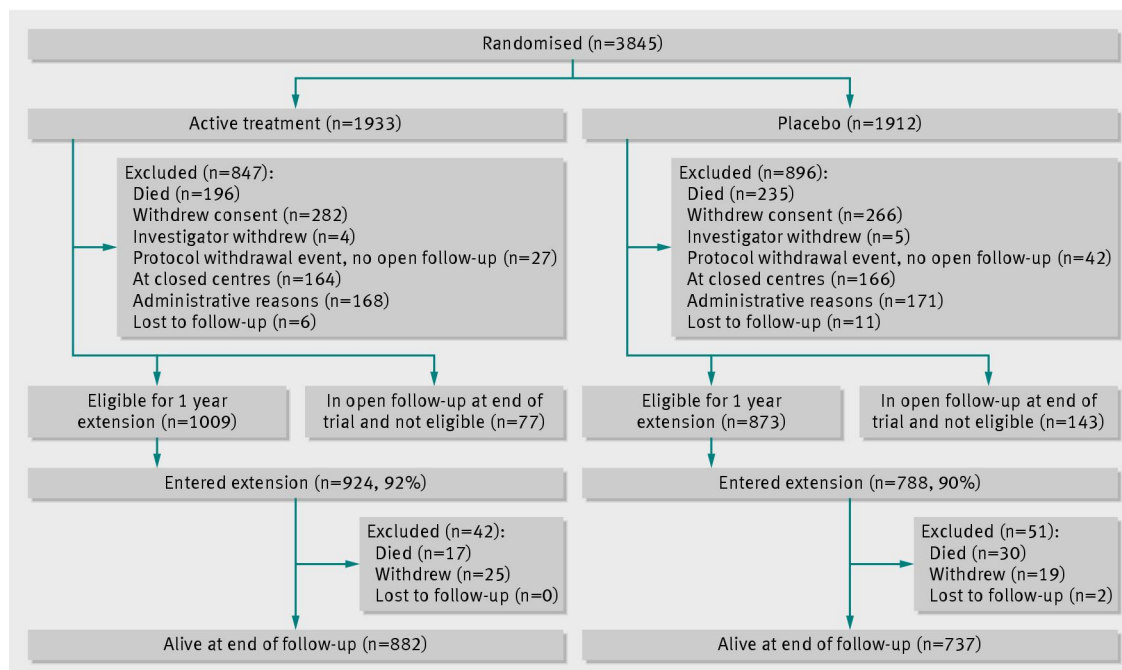 Randomised (n=3845)
Active treatment (n=1933)
Excluded (n=847):
Died (n=196)
Withdrew consent (n=282)
Investigator withdrew (n=4)
Protocol withdrawal event, no open follow-up (n=27)
At closed centres (n=164)
Administrative reasons (n=168)
Lost to follow-up (n=6)
Eligible for 1 year
extension (n=1009)
In open follow-up at end of
trial and not eligible (n=77)
Entered extension (n=924, 92%)
Excluded (n=42):
Died (n=17)
Withdrew (n=25)
Lost to follow-up (n=0)
Alive at end of follow-up (n=882)
Placebo (n=1912)
Excluded (n=896):
Died (n=235)
Withdrew consent (n=266)
Investigator withdrew (n=5)
Protocol withdrawal event, no open follow-up (n=42)
At closed centres (n=166)
Administrative reasons (n=171)
Lost to follow-up (n=11)
Eligible for 1 year
extension (n=873)
In open follow-up at end of
trial and not eligible (n=143)
Entered extension (n=788, 90%)
Excluded (n=51):
Died (n=30)
Withdrew (n=19)
Lost to follow-up (n=2)
Alive at end of follow-up (n=737)